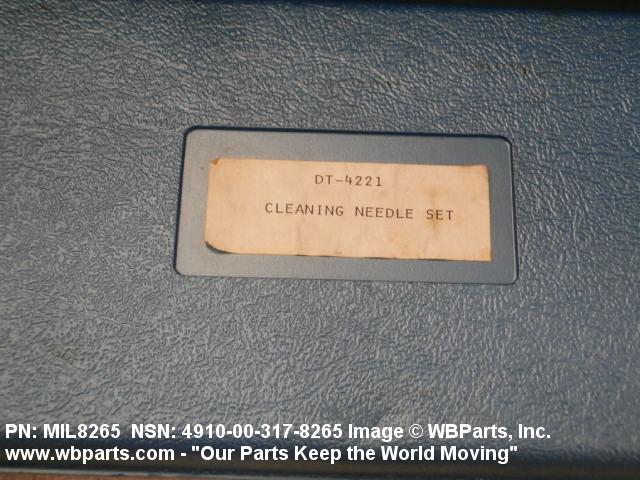 DT-4221
CLEANING NEEDLE SET
PN: MIL8265  NSN: 4910-00-317-8265 Image © WBParts, Inc.
www.wbparts.com - "Our Parts Keep the World Moving"